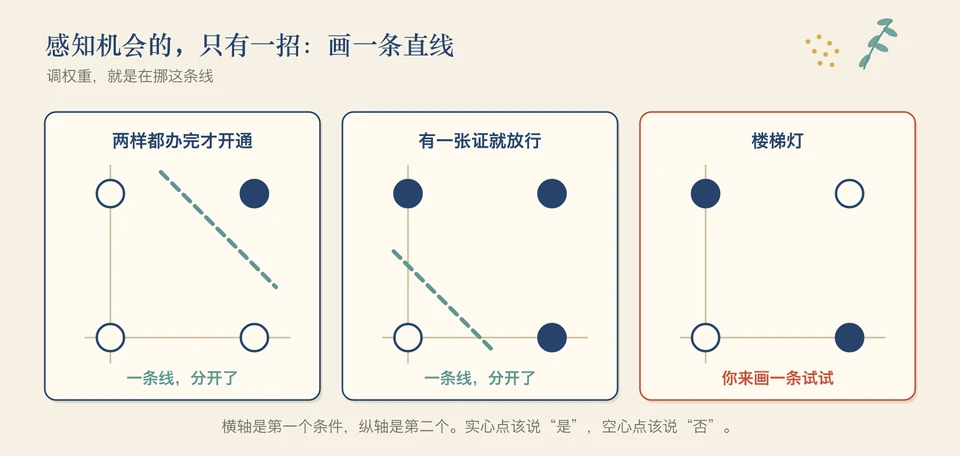 感知机会的，只有一招：画一条直线
调权重，就是在挪这条线
两样都办完才开通
有一张证就放行
楼梯灯
一条线，分开了
一条线，分开了
你来画一条试试
横轴是第一个条件，纵轴是第二个。实心点该说“是”，空心点该说“否”。